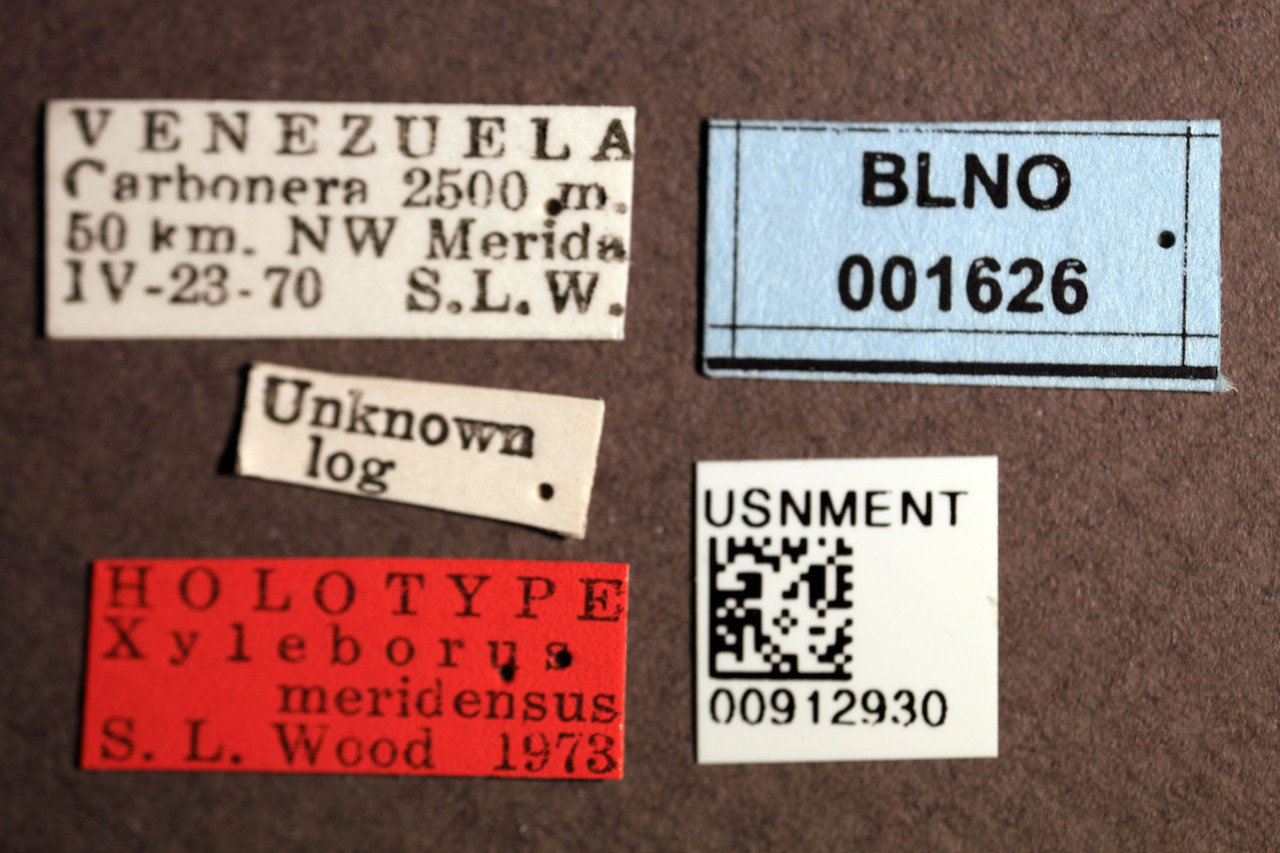 VENEZUELA
Carbonera 2500 m.
50 km. NW Merida
IV-23-70 S.L.W.
Unknown
log
HOLOTYPE
Xyleborus
meridensus
S. L. Wood 1973
BLNO
001626
USNMENT
00912930